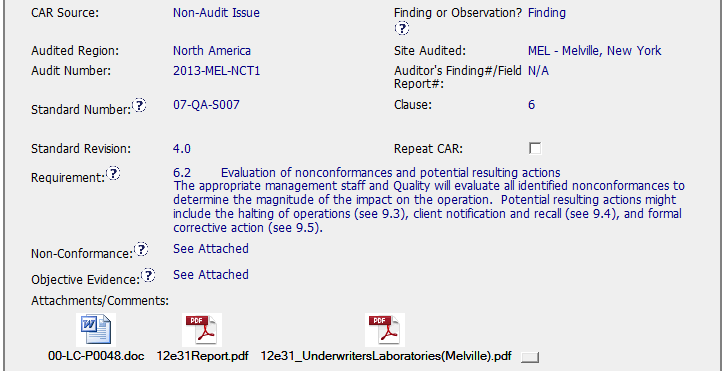 CAR Source: Non-Audit Issue Finding or Observation? Finding
?
Audited Region: North America Site Audited: MEL - Melville, New York
Audit Number: 2013-MEL-NCT1 Auditor's Finding#/Field N/A
Report#:
Standard Number: ? 07-QA-S007 Clause: 6
Standard Revision: 4.0 Repeat CAR:
Requirement: ? 6.2 Evaluation of nonconformances and potential resulting actions
The appropriate management staff and Quality will evaluate all identified nonconformances to
determine the magnitude of the impact on the operation. Potential resulting actions might
include the halting of operations (see 9.3), client notification and recall (see 9.4), and formal
corrective action (see 9.5).
Non-Conformance: ? See Attached
Objective Evidence: ? See Attached
Attachments/Comments:
W PDF PDF
00-LC-P0048.doc 12e31Report.pdf 12e31_UnderwritersLaboratories(Melville).pdf